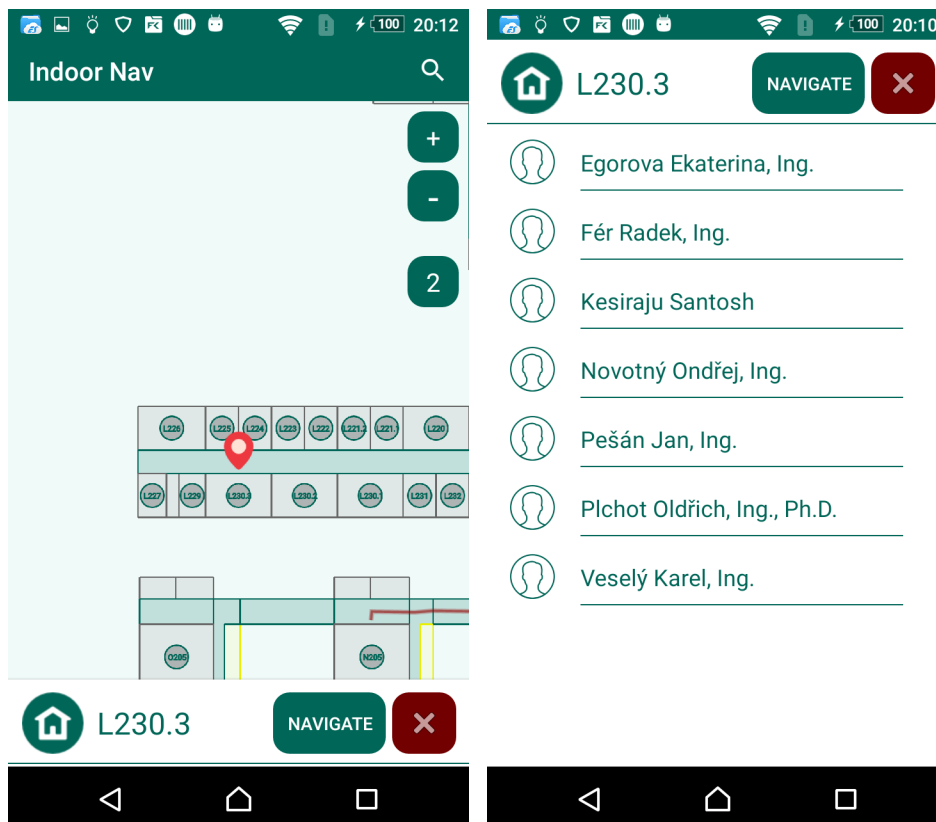 100 20:12
Indoor Nav
+
-
2
L226 L225 L224 L223 L222 L221.2 L221.1 L220
L227 L229 L230.3 L230.2 L230.1 L231 L232
O205 N205
L230.3 NAVIGATE
100 20:10
L230.3 NAVIGATE
Egorova Ekaterina, Ing.
Fér Radek, Ing.
Kesiraju Santosh
Novotný Ondřej, Ing.
Pešán Jan, Ing.
Plchot Oldřich, Ing., Ph.D.
Veselý Karel, Ing.